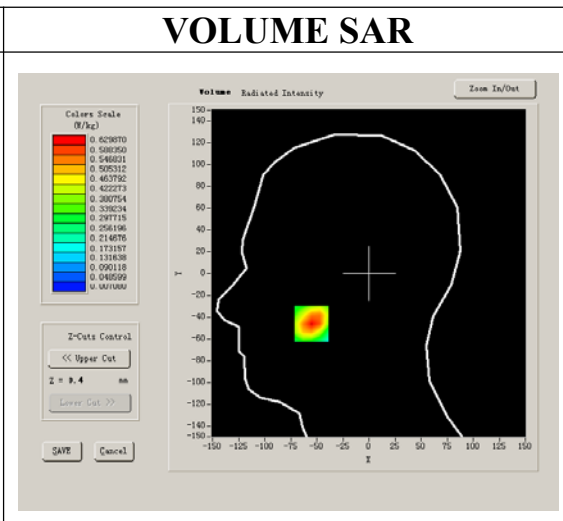 VOLUME SAR
Volume Radiated Intensity
Zoom In/Out
Colors Scale
(W/kg)
0.629870
0.588350
0.546831
0.505312
0.463792
0.422273
0.380754
0.339234
0.297715
0.256196
0.214676
0.173157
0.131638
0.090118
0.048599
Z-Cuts Control
<< Upper Cut
Z = 0.4 mm
Lower Cut >>
SAVE Cancel
150
140
120
100
80
60
40
20
0
-20
-40
-60
-80
-100
-120
-140
-150
Y
-150 -125 -100 -75 -50 -25 0 25 50 75 100 125 150
X